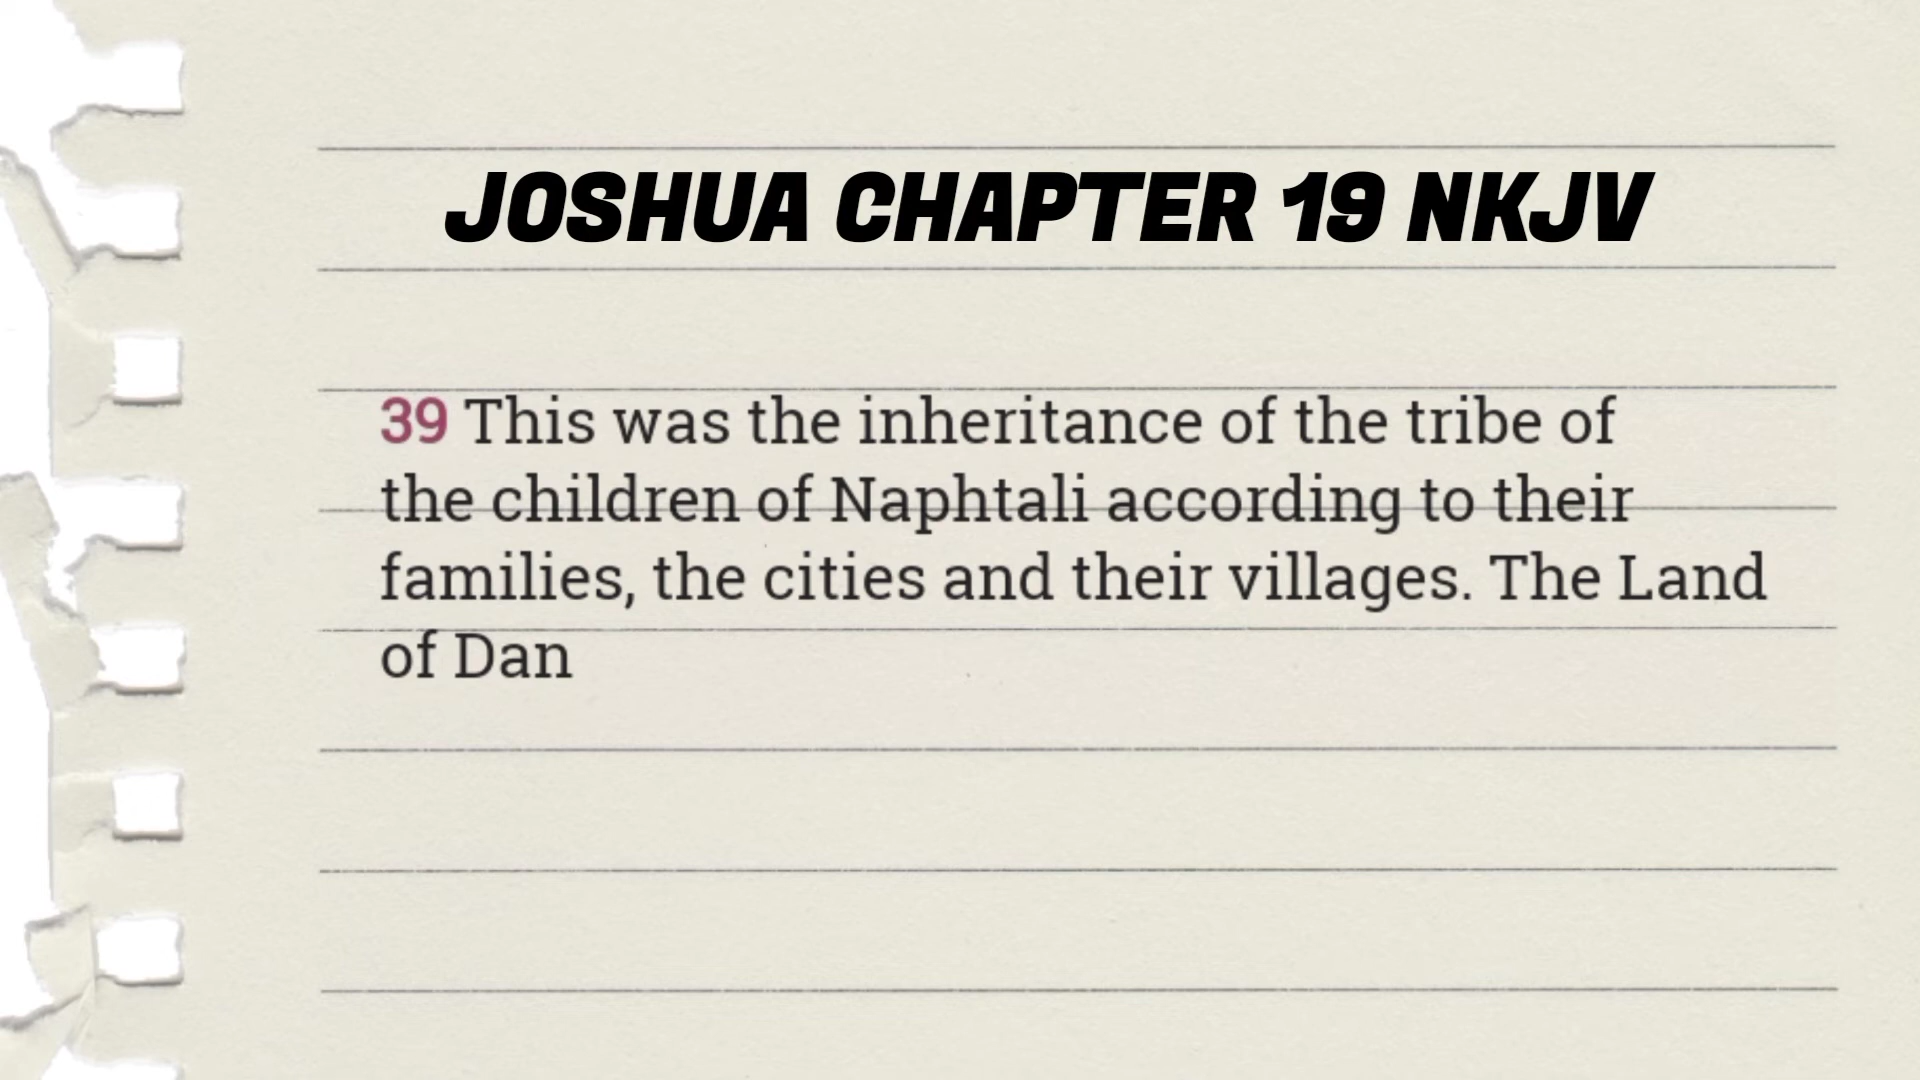 JOSHUA CHAPTER 19 NKJV
39 This was the inheritance of the tribe of
the children of Naphtali according to their
families, the cities and their villages. The Land
of Dan